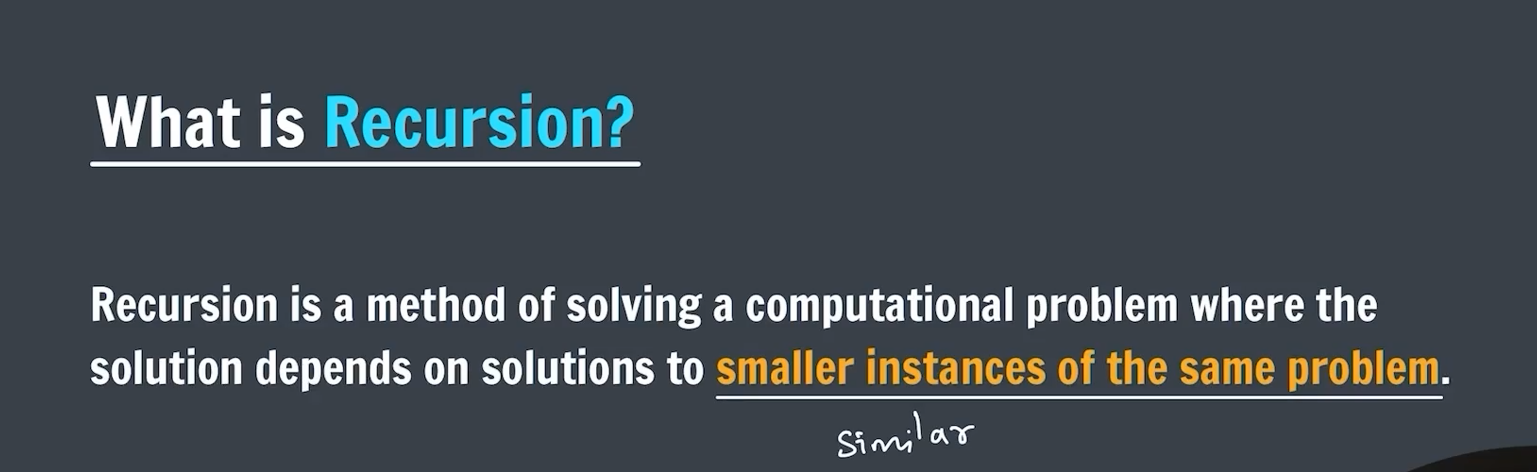 What is Recursion?
Recursion is a method of solving a computational problem where the
solution depends on solutions to smaller instances of the same problem.
Similar